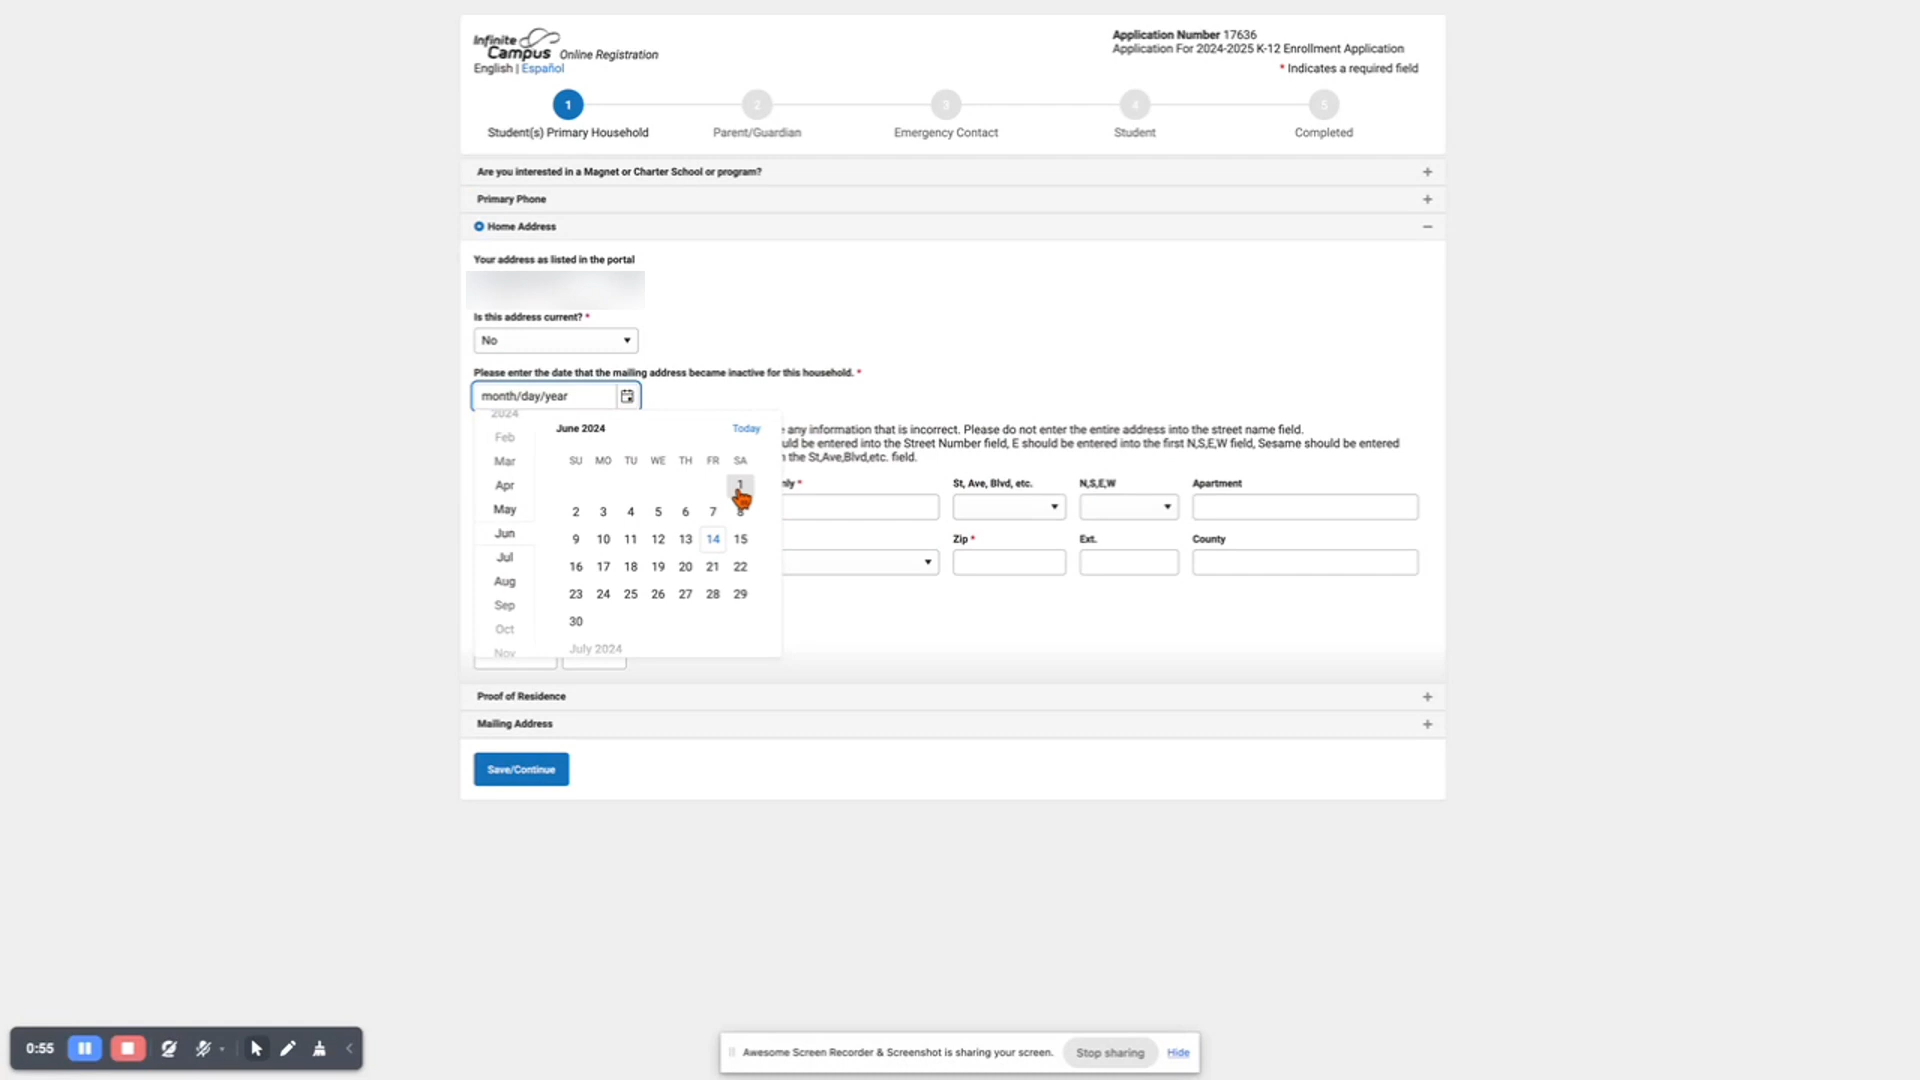 Infinite Campus Online Registration
English | Español
Application Number 17636
Application For 2024-2025 K-12 Enrollment Application
* Indicates a required field
1 2 3 4 5
Student(s) Primary Household Parent/Guardian Emergency Contact Student Completed
Are you interested in a Magnet or Charter School or program? +
Primary Phone +
Home Address −
Your address as listed in the portal
Is this address current? *
No
Please enter the date that the mailing address became inactive for this household. *
month/day/year
2024
Feb
Mar
Apr
May
Jun
Jul
Aug
Sep
Oct
Nov
June 2024 Today
SU MO TU WE TH FR SA
1
2 3 4 5 6 7 8
9 10 11 12 13 14 15
16 17 18 19 20 21 22
23 24 25 26 27 28 29
30
July 2024
any information that is incorrect. Please do not enter the entire address into the street name field.
be entered into the Street Number field, E should be entered into the first N,S,E,W field, Sesame should be entered
the St,Ave,Blvd,etc. field.
* St, Ave, Blvd, etc. N,S,E,W Apartment
Zip * Ext. County
Proof of Residence +
Mailing Address +
Save/Continue
0:55
Awesome Screen Recorder & Screenshot is sharing your screen. Stop sharing Hide